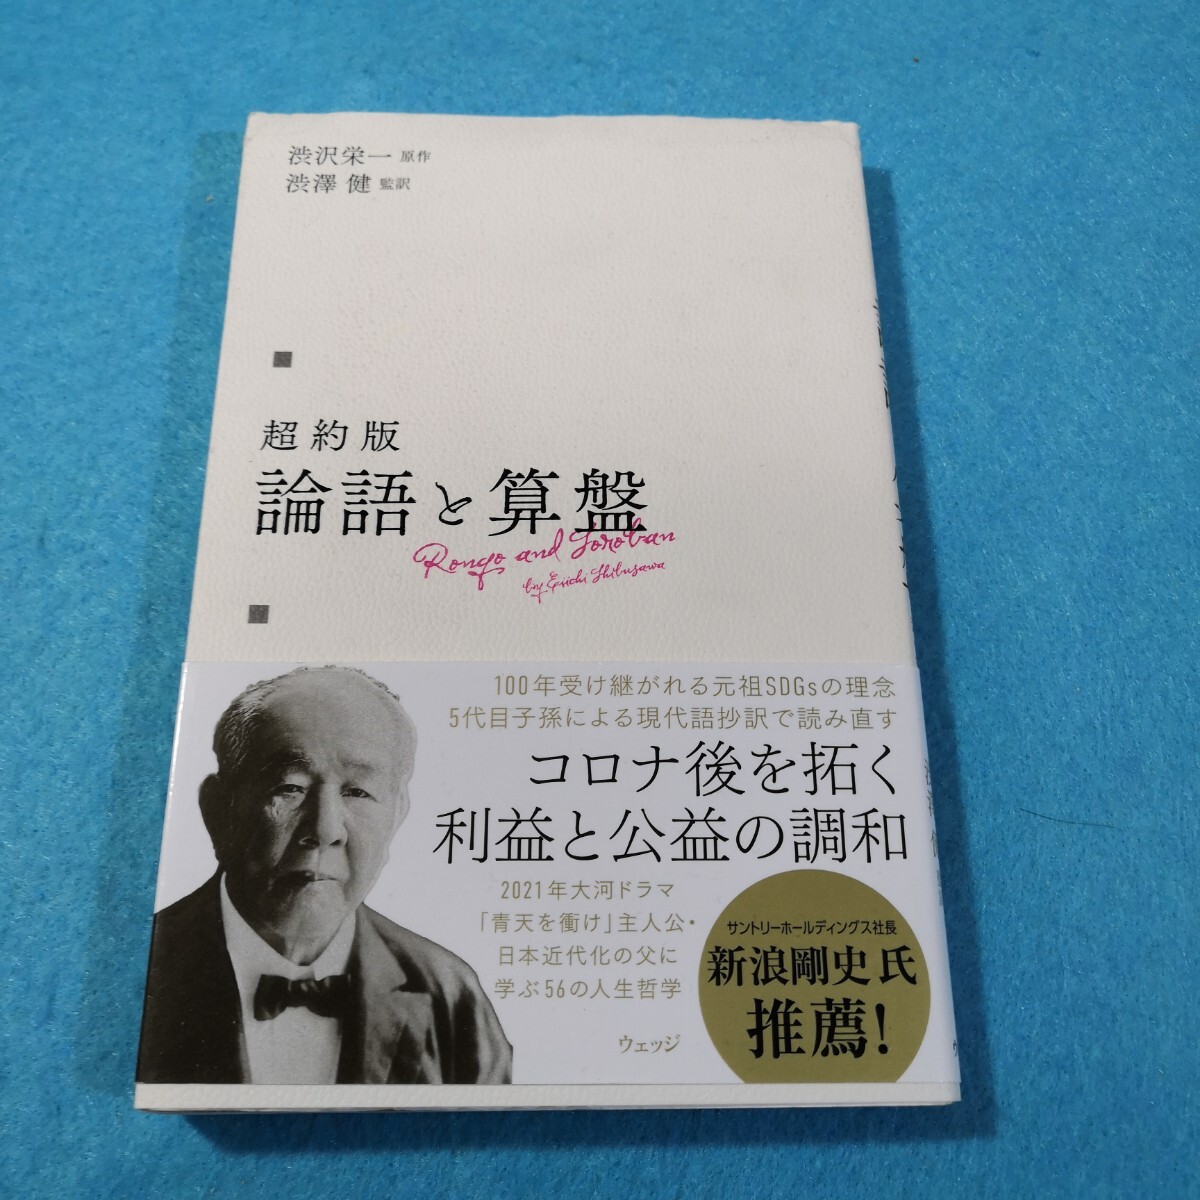 渋沢栄一 原作
渋澤 健 監訳
超約版
論語と算盤
Rongo and Soroban
by Eiichi Shibusawa
100年受け継がれる元祖SDGsの理念
5代目子孫による現代語抄訳で読み直す
コロナ後を拓く
利益と公益の調和
2021年大河ドラマ
「青天を衝け」主人公・
日本近代化の父に
学ぶ56の人生哲学
ウェッジ
サントリーホールディングス社長
新浪剛史氏
推薦!